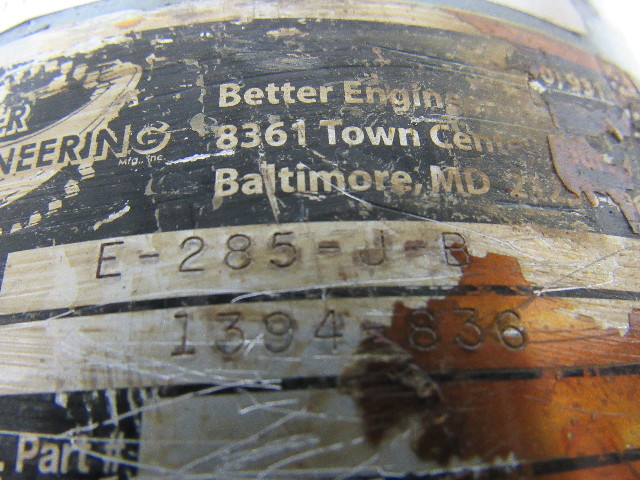 NEERING
Mfg., Inc.
Better Engin
8361 Town Cen
Baltimore, MD
E-285-J-B
1394-836
. Part #: